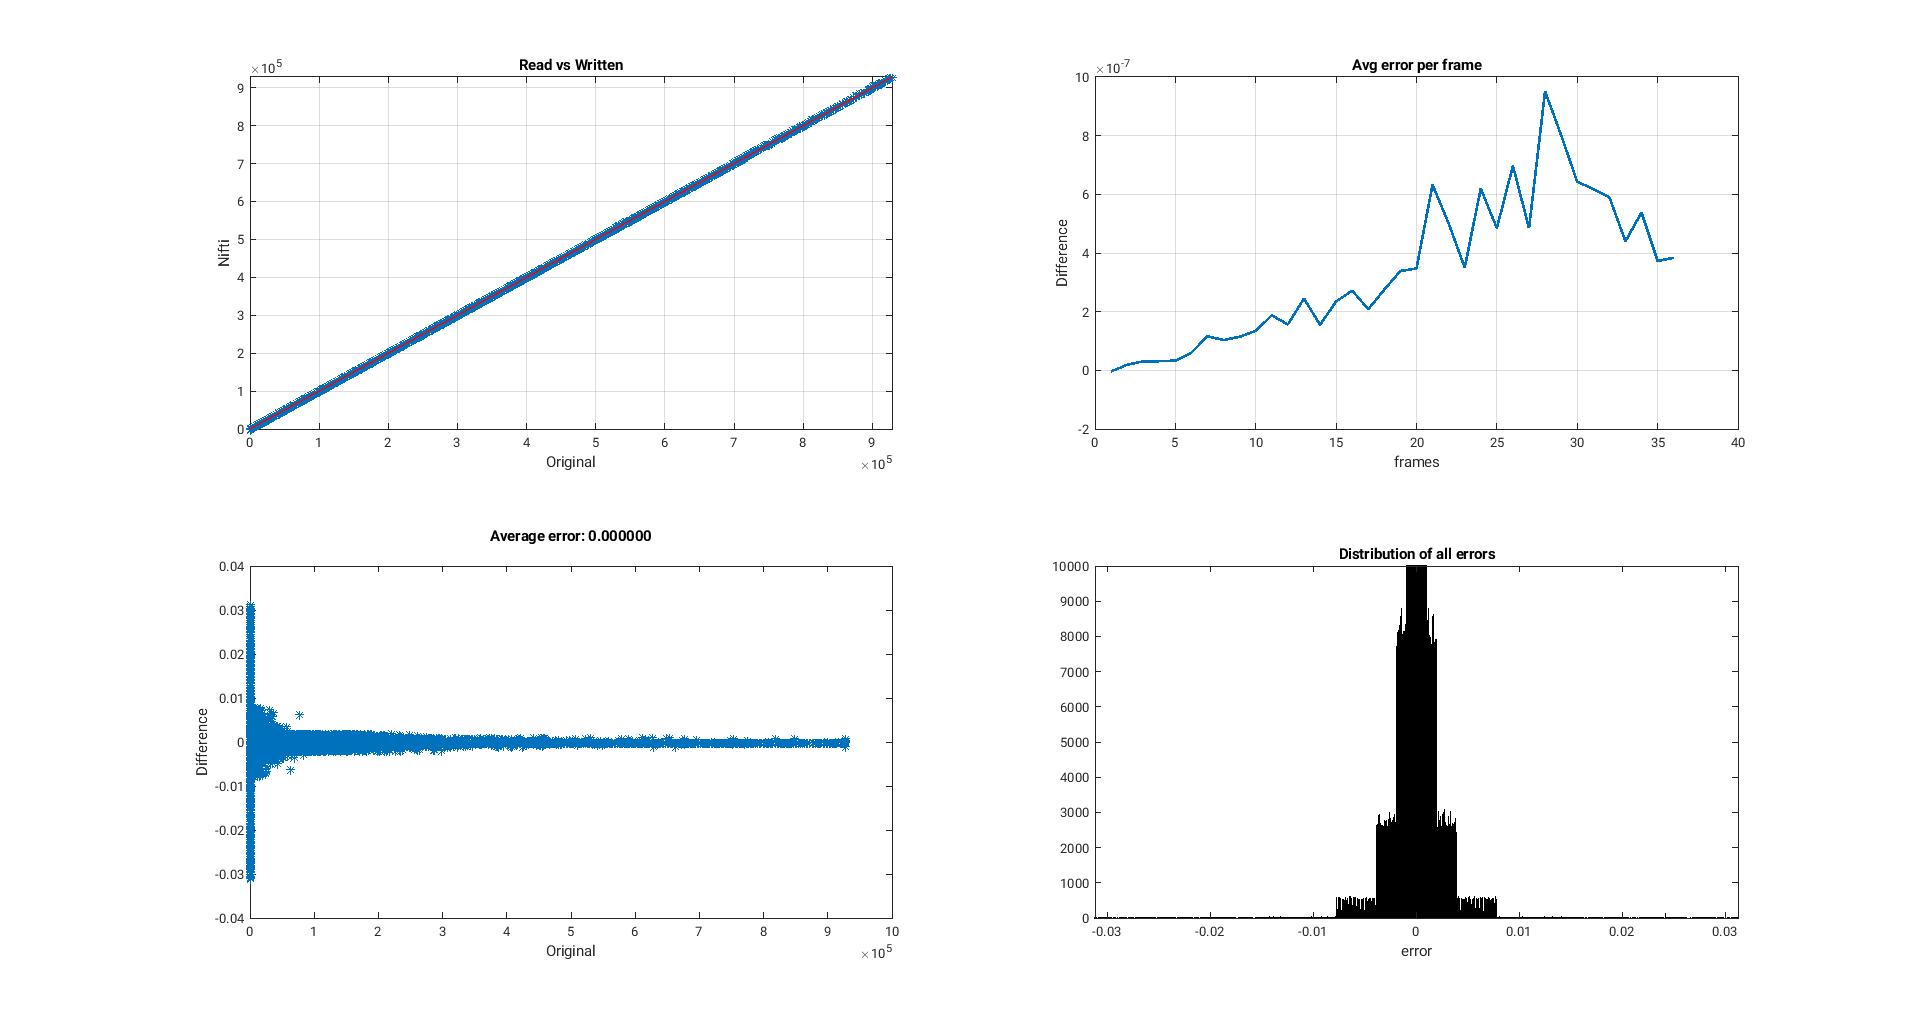 Read vs Written
×10^5
9
8
7
6
5
4
3
2
1
0
Nifti
0 1 2 3 4 5 6 7 8 9
Original
×10^5
Avg error per frame
×10^-7
10
8
6
4
2
0
-2
Difference
0 5 10 15 20 25 30 35 40
frames
Average error: 0.000000
0.04
0.03
0.02
0.01
0
-0.01
-0.02
-0.03
-0.04
Difference
0 1 2 3 4 5 6 7 8 9 10
Original
×10^5
Distribution of all errors
10000
9000
8000
7000
6000
5000
4000
3000
2000
1000
0
-0.03 -0.02 -0.01 0 0.01 0.02 0.03
error